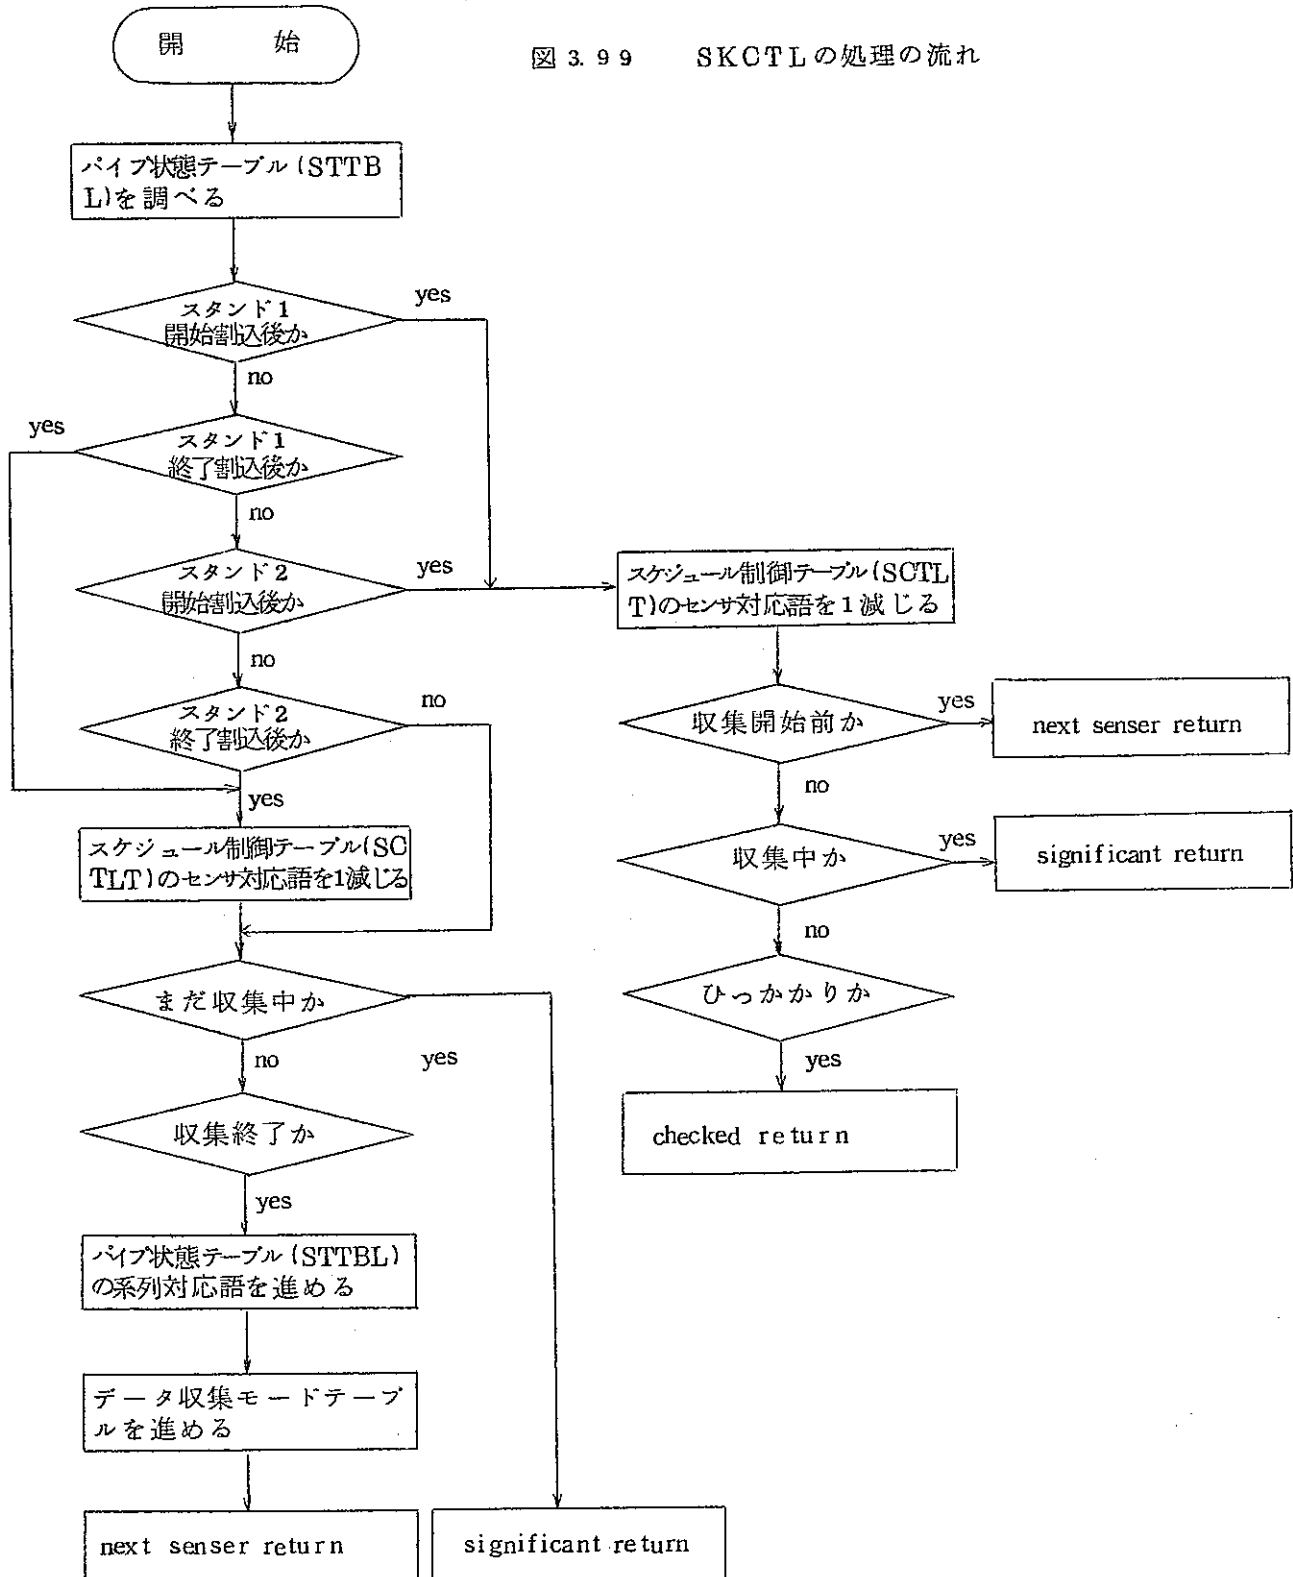 開 始
図 3.99 SKCTLの処理の流れ
パイプ状態テーブル(STTB
L)を調べる
スタンド1
開始割込後か
yes
no
スタンド1
終了割込後か
yes
no
スタンド2
開始割込後か
yes
no
スタンド2
終了割込後か
no
yes
スケジュール制御テーブル(SC
TLT)のセンサ対応語を1減じる
まだ収集中か
no
yes
収集終了か
yes
パイプ状態テーブル(STTBL)
の系列対応語を進める
データ収集モードテーブ
ルを進める
next senser return
significant return
スケジュール制御テーブル(SCTL
T)のセンサ対応語を1減じる
収集開始前か
yes
next senser return
no
収集中か
yes
significant return
no
ひっかかりか
yes
checked return